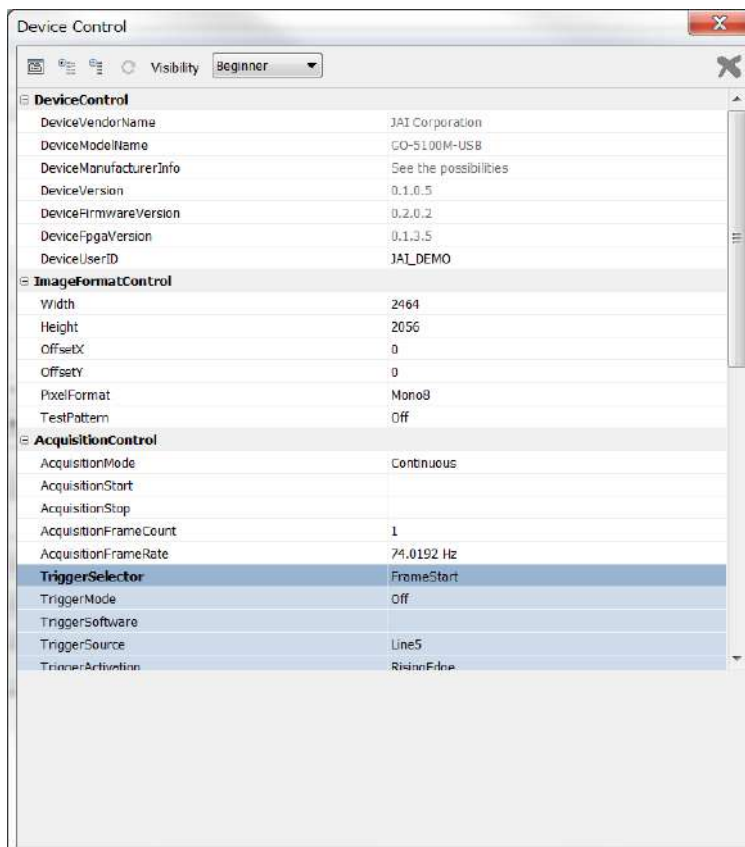 Device Control
Visibility Beginner
DeviceControl
DeviceVendorName JAI Corporation
DeviceModelName GO-5100M-USB
DeviceManufacturerInfo See the possibilities
DeviceVersion 0.1.0.5
DeviceFirmwareVersion 0.2.0.2
DeviceFpgaVersion 0.1.3.5
DeviceUserID JAI_DEMO
ImageFormatControl
Width 2464
Height 2056
OffsetX 0
OffsetY 0
PixelFormat Mono8
TestPattern Off
AcquisitionControl
AcquisitionMode Continuous
AcquisitionStart
AcquisitionStop
AcquisitionFrameCount 1
AcquisitionFrameRate 74.0192 Hz
TriggerSelector FrameStart
TriggerMode Off
TriggerSoftware
TriggerSource Line5
TriggerActivation RisingEdge